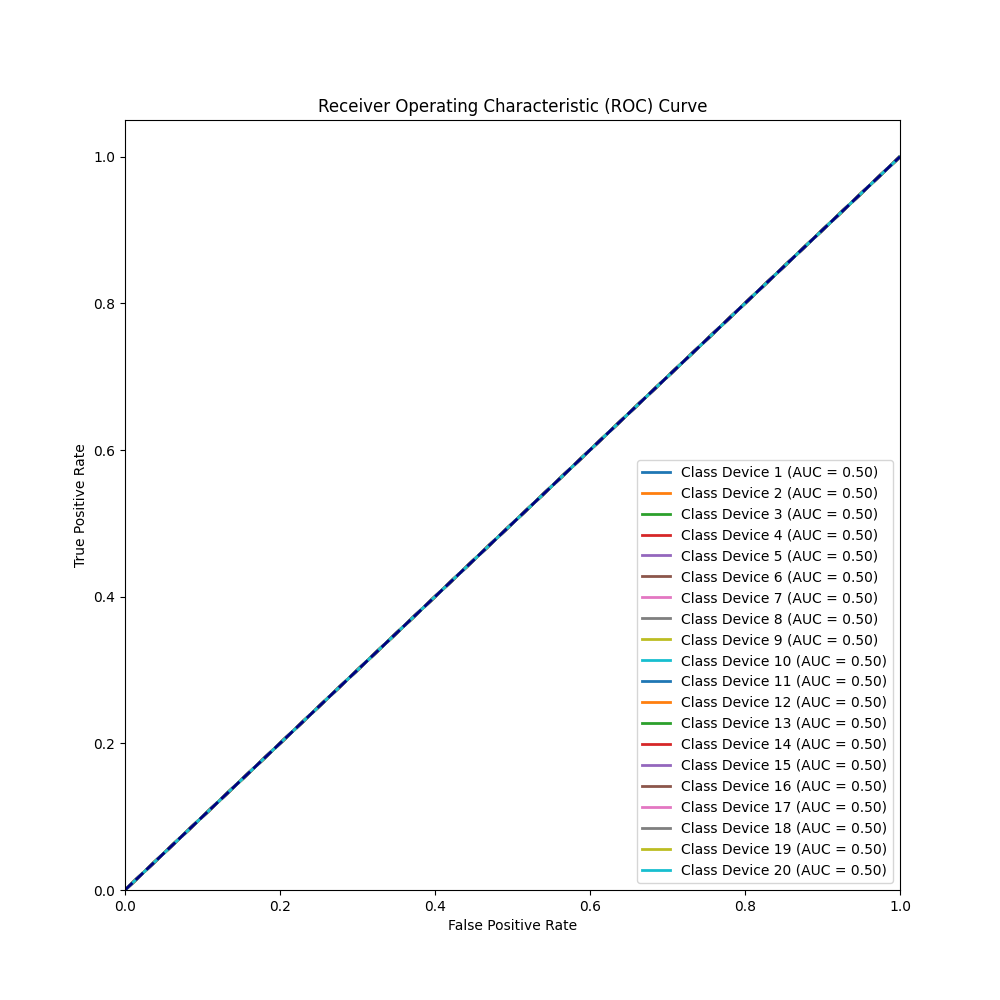 Receiver Operating Characteristic (ROC) Curve
1.0
0.8
0.6
0.4
0.2
0.0
True Positive Rate
Class Device 1 (AUC = 0.50)
Class Device 2 (AUC = 0.50)
Class Device 3 (AUC = 0.50)
Class Device 4 (AUC = 0.50)
Class Device 5 (AUC = 0.50)
Class Device 6 (AUC = 0.50)
Class Device 7 (AUC = 0.50)
Class Device 8 (AUC = 0.50)
Class Device 9 (AUC = 0.50)
Class Device 10 (AUC = 0.50)
Class Device 11 (AUC = 0.50)
Class Device 12 (AUC = 0.50)
Class Device 13 (AUC = 0.50)
Class Device 14 (AUC = 0.50)
Class Device 15 (AUC = 0.50)
Class Device 16 (AUC = 0.50)
Class Device 17 (AUC = 0.50)
Class Device 18 (AUC = 0.50)
Class Device 19 (AUC = 0.50)
Class Device 20 (AUC = 0.50)
0.0 0.2 0.4 0.6 0.8 1.0
False Positive Rate